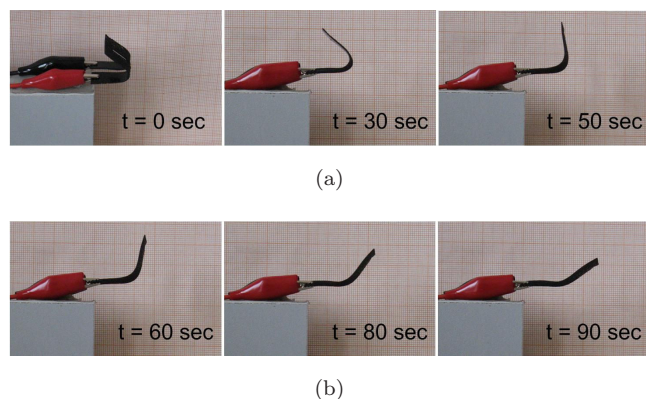 t = 0 sec
t = 30 sec
t = 50 sec
(a)
t = 60 sec
t = 80 sec
t = 90 sec
(b)